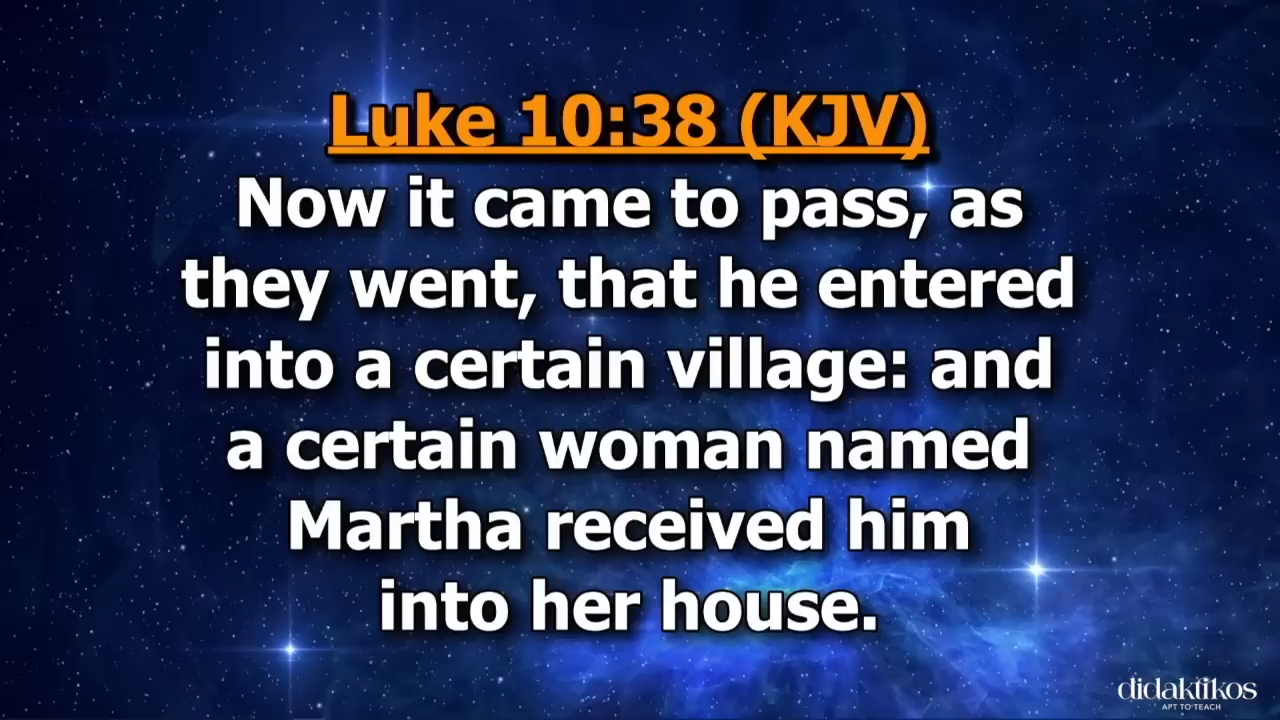 Luke 10:38 (KJV)
Now it came to pass, as
they went, that he entered
into a certain village: and
a certain woman named
Martha received him
into her house.
didaktikos
APT TO TEACH